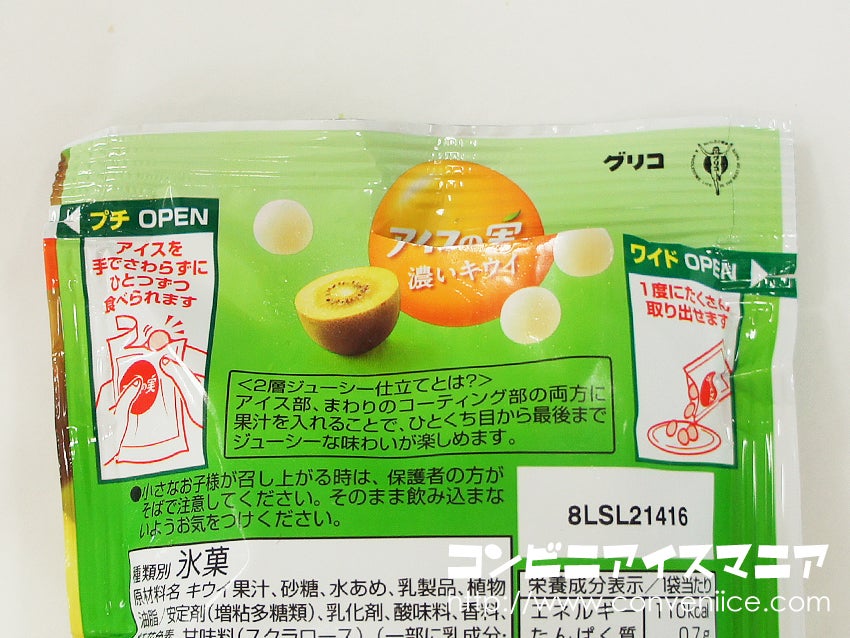 グリコ
プチ OPEN
アイスを
手でさわらずに
ひとつずつ
食べられます
アイスの実
濃いキウイ
ワイド OPEN
1度にたくさん
取り出せます
の実
<2層ジューシー仕立てとは?>
アイス部、まわりのコーティング部の両方に
果汁を入れることで、ひとくち目から最後まで
ジューシーな味わいが楽しめます。
●小さなお子様が召し上がる時は、保護者の方が
そばで注意してください。そのまま飲み込まな
いようお気をつけください。
8LSL21416
種類別 氷菓
原材料名 キウイ果汁、砂糖、水あめ、乳製品、植物
油脂/安定剤(増粘多糖類)、乳化剤、酸味料、香料、
甘味料(スクラロース)、(一部に乳成分・
栄養成分表示/1袋当たり
エネルギー 110kcal
たんぱく質 0.7g
コンビニアイスマニア
http://www.conveniice.com